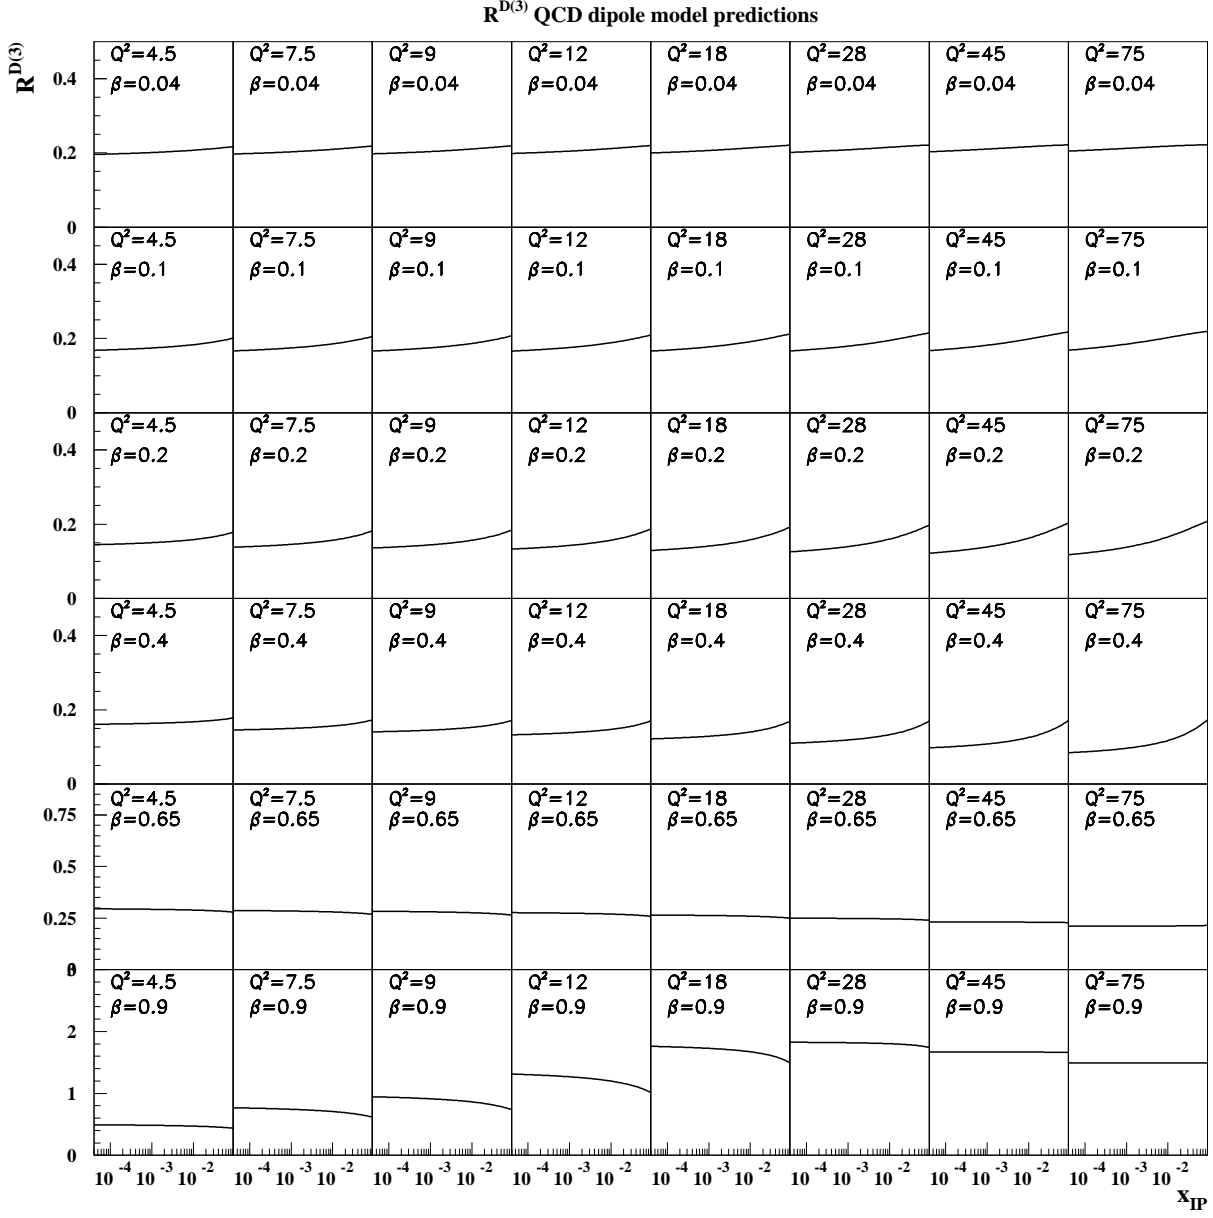 R^D(3) QCD dipole model predictions
R^D(3)
Q²=4.5 Q²=7.5 Q²=9 Q²=12 Q²=18 Q²=28 Q²=45 Q²=75
0.4
β=0.04 β=0.04 β=0.04 β=0.04 β=0.04 β=0.04 β=0.04 β=0.04
0.2
0
Q²=4.5 Q²=7.5 Q²=9 Q²=12 Q²=18 Q²=28 Q²=45 Q²=75
0.4
β=0.1 β=0.1 β=0.1 β=0.1 β=0.1 β=0.1 β=0.1 β=0.1
0.2
0
Q²=4.5 Q²=7.5 Q²=9 Q²=12 Q²=18 Q²=28 Q²=45 Q²=75
0.4
β=0.2 β=0.2 β=0.2 β=0.2 β=0.2 β=0.2 β=0.2 β=0.2
0.2
0
Q²=4.5 Q²=7.5 Q²=9 Q²=12 Q²=18 Q²=28 Q²=45 Q²=75
0.4
β=0.4 β=0.4 β=0.4 β=0.4 β=0.4 β=0.4 β=0.4 β=0.4
0.2
0
Q²=4.5 Q²=7.5 Q²=9 Q²=12 Q²=18 Q²=28 Q²=45 Q²=75
0.75
β=0.65 β=0.65 β=0.65 β=0.65 β=0.65 β=0.65 β=0.65 β=0.65
0.5
0.25
Q²=4.5 Q²=7.5 Q²=9 Q²=12 Q²=18 Q²=28 Q²=45 Q²=75
β=0.9 β=0.9 β=0.9 β=0.9 β=0.9 β=0.9 β=0.9 β=0.9
2
1
0
10^-4 10^-3 10^-2 10^-4 10^-3 10^-2 10^-4 10^-3 10^-2 10^-4 10^-3 10^-2 10^-4 10^-3 10^-2 10^-4 10^-3 10^-2 10^-4 10^-3 10^-2 10^-4 10^-3 10^-2
x_IP